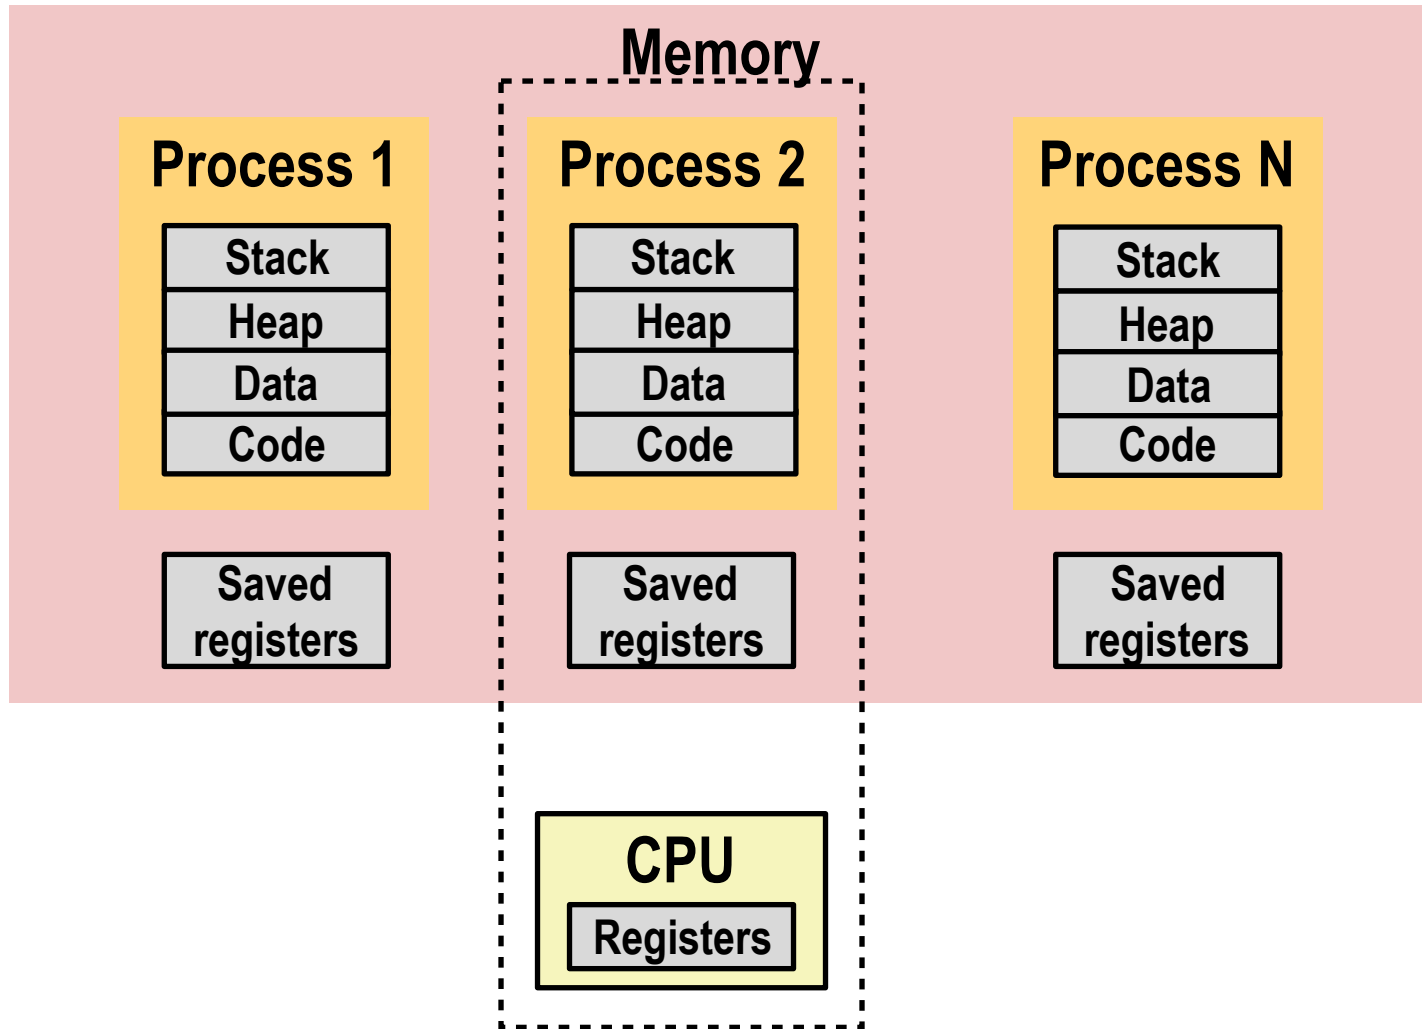 Memory
Process 1
Stack
Heap
Data
Code
Saved
registers
Process 2
Stack
Heap
Data
Code
Saved
registers
Process N
Stack
Heap
Data
Code
Saved
registers
CPU
Registers